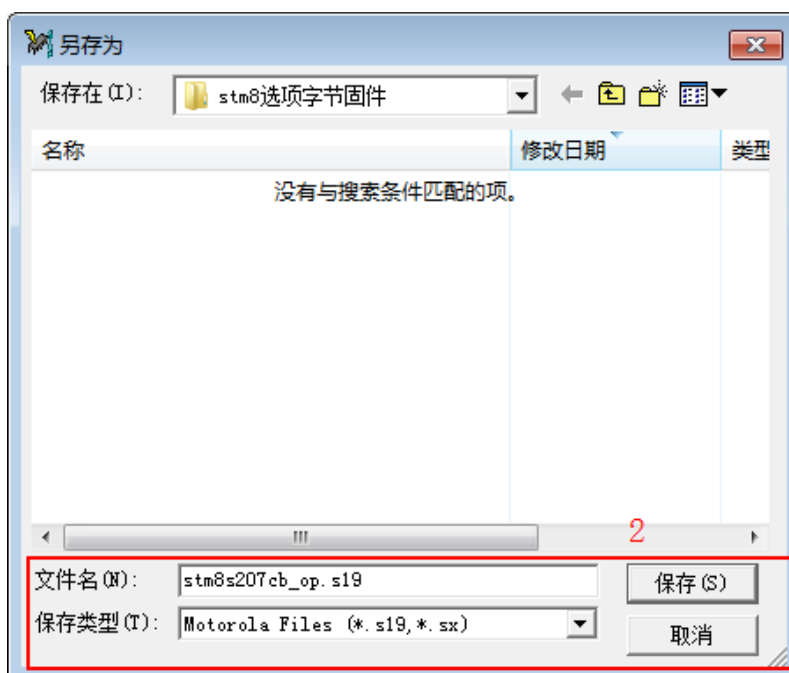 另存为
保存在(I): stm8选项字节固件
名称 修改日期 类型
没有与搜索条件匹配的项。
2
文件名(N): stm8s207cb_op.s19 保存(S)
保存类型(T): Motorola Files (*.s19,*.sx) 取消